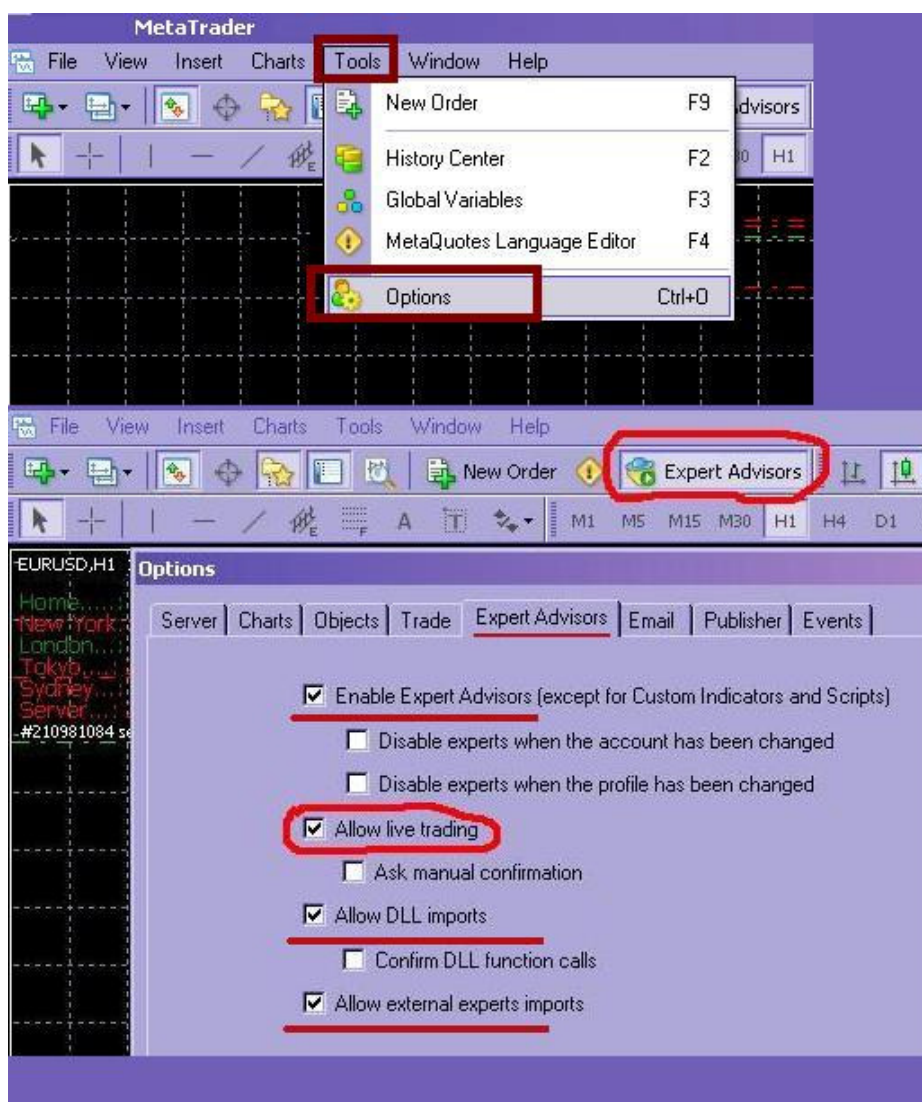 MetaTrader
File View Insert Charts Tools Window Help
New Order F9
dvisors
History Center F2
H1
Global Variables F3
MetaQuotes Language Editor F4
Options Ctrl+O
File View Insert Charts Tools Window Help
New Order Expert Advisors
E F A T M1 M5 M15 M30 H1 H4 D1
EURUSD,H1
Options
Home.....:
New York.:
London...:
Tokyo....:
Sydney...:
Server...:
#210981084 se
Server Charts Objects Trade Expert Advisors Email Publisher Events
Enable Expert Advisors (except for Custom Indicators and Scripts)
Disable experts when the account has been changed
Disable experts when the profile has been changed
Allow live trading
Ask manual confirmation
Allow DLL imports
Confirm DLL function calls
Allow external experts imports